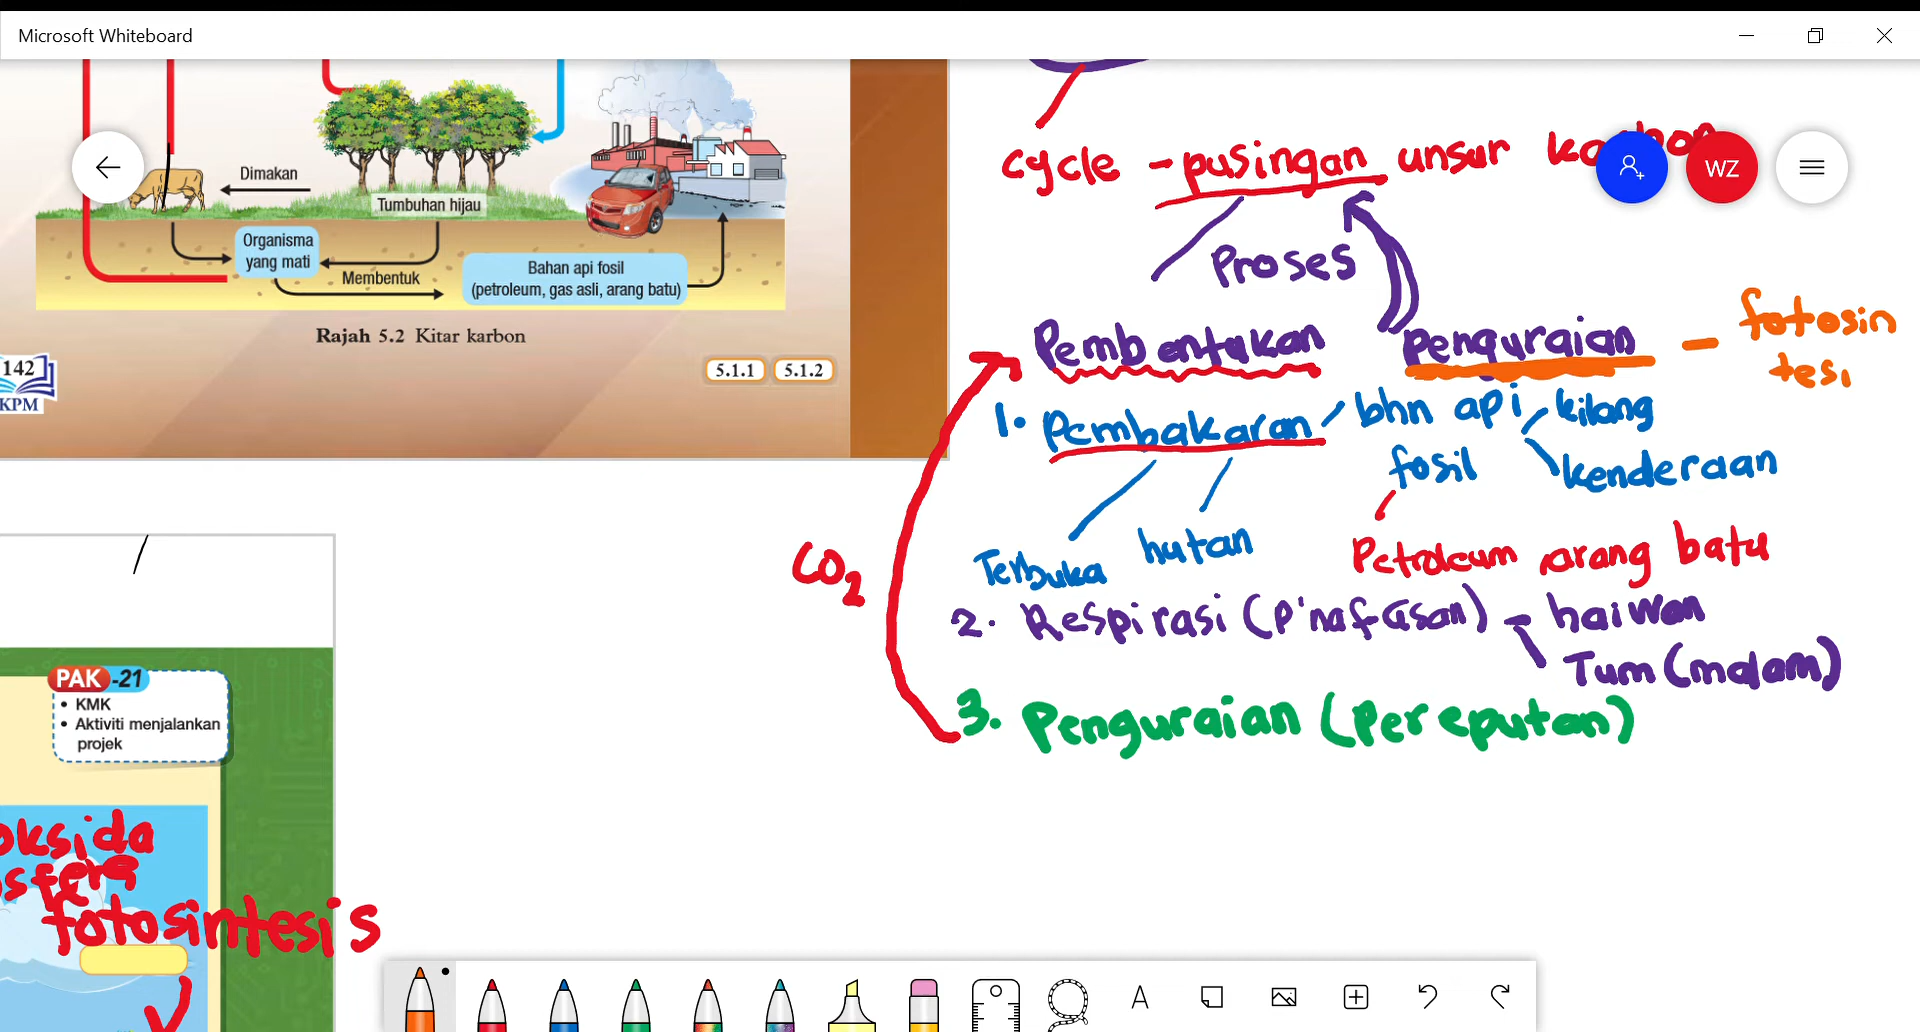 Microsoft Whiteboard
Dimakan
Tumbuhan hijau
Organisma
yang mati
Membentuk
Bahan api fosil
(petroleum, gas asli, arang batu)
Rajah 5.2 Kitar karbon
142
KPM
5.1.1 5.1.2
cycle - pusingan unsur
WZ
Proses
Pembentukan Penguraian - fotosin
tesi
1. Pembakaran bhn api kilang
fosil kenderaan
Terbuka hutan
Petroleum arang batu
CO2
2. Respirasi (P'nafasan) - haiwan
Tum (malam)
3. Penguraian (Pereputan)
PAK-21
• KMK
• Aktiviti menjalankan
projek
oksida
sfera
fotosintesis
A